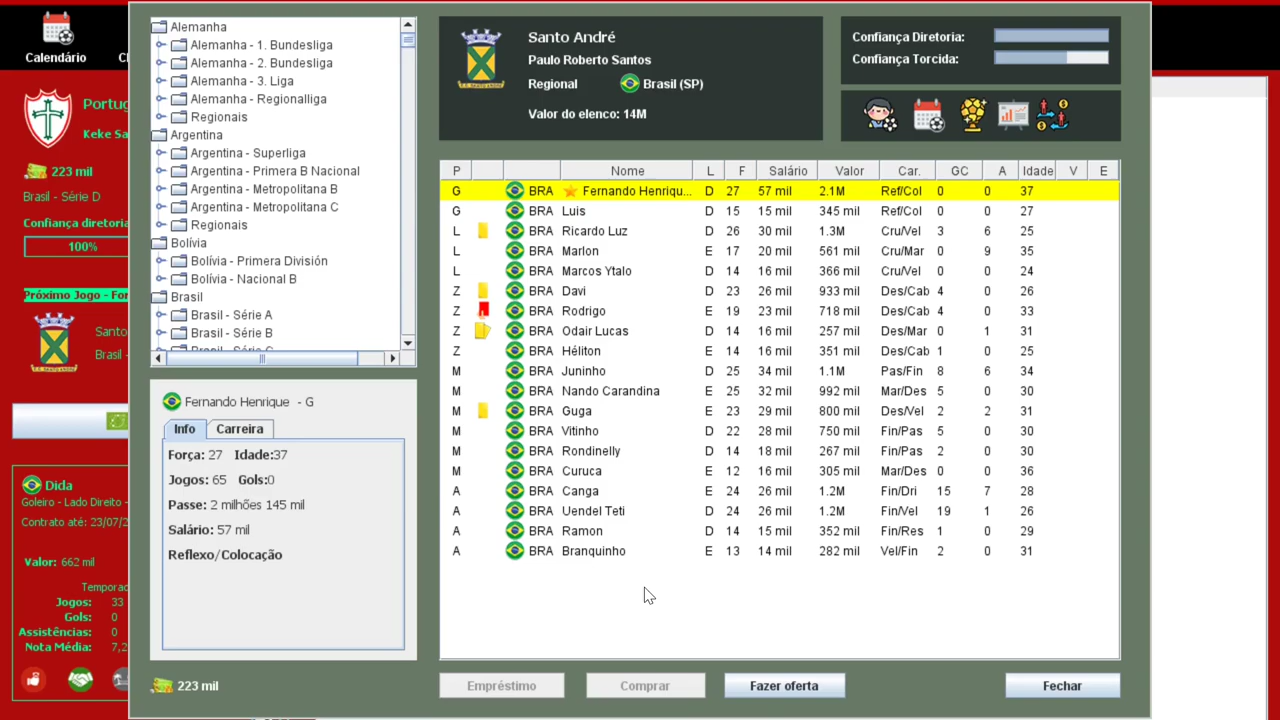 Calendário
Portug
Keke Sa
223 mil
Brasil - Série D
Confiança diretoria
100%
Próximo Jogo - For
Santo
Brasil -
Dida
Goleiro - Lado Direito -
Contrato até: 23/07/2
Valor: 662 mil
Temporad
Jogos: 33
Gols: 0
Assistências: 0
Nota Média: 7,2
Alemanha
Alemanha - 1. Bundesliga
Alemanha - 2. Bundesliga
Alemanha - 3. Liga
Alemanha - Regionalliga
Regionais
Argentina
Argentina - Superliga
Argentina - Primera B Nacional
Argentina - Metropolitana B
Argentina - Metropolitana C
Regionais
Bolívia
Bolívia - Primera División
Bolívia - Nacional B
Brasil
Brasil - Série A
Brasil - Série B
Brasil - Série C
Fernando Henrique - G
Info Carreira
Força: 27 Idade:37
Jogos: 65 Gols:0
Passe: 2 milhões 145 mil
Salário: 57 mil
Reflexo/Colocação
223 mil
Santo André
Paulo Roberto Santos
Regional Brasil (SP)
Valor do elenco: 14M
Confiança Diretoria:
Confiança Torcida:
P Nome L F Salário Valor Car. GC A Idade V E
G BRA Fernando Henriqu... D 27 57 mil 2.1M Ref/Col 0 0 37
G BRA Luis D 15 15 mil 345 mil Ref/Col 0 0 27
L BRA Ricardo Luz D 26 30 mil 1.3M Cru/Vel 3 6 25
L BRA Marlon E 17 20 mil 561 mil Cru/Mar 0 9 35
L BRA Marcos Ytalo D 14 16 mil 366 mil Cru/Vel 0 0 24
Z BRA Davi D 23 26 mil 933 mil Des/Cab 4 0 26
Z BRA Rodrigo E 19 23 mil 718 mil Des/Cab 4 0 33
Z BRA Odair Lucas D 14 16 mil 257 mil Des/Mar 0 1 31
Z BRA Héliton E 14 16 mil 351 mil Des/Cab 1 0 25
M BRA Juninho D 25 34 mil 1.1M Pas/Fin 8 6 34
M BRA Nando Carandina E 25 32 mil 992 mil Mar/Des 5 0 30
M BRA Guga E 23 29 mil 800 mil Des/Vel 2 2 31
M BRA Vitinho D 22 28 mil 750 mil Fin/Pas 5 0 30
M BRA Rondinelly D 14 18 mil 267 mil Fin/Pas 2 0 30
M BRA Curuca E 12 16 mil 305 mil Mar/Des 0 0 36
A BRA Canga E 24 26 mil 1.2M Fin/Dri 15 7 28
A BRA Uendel Teti D 24 26 mil 1.2M Fin/Vel 19 1 26
A BRA Ramon D 14 15 mil 352 mil Fin/Res 1 0 29
A BRA Branquinho E 13 14 mil 282 mil Vel/Fin 2 0 31
Empréstimo Comprar Fazer oferta Fechar